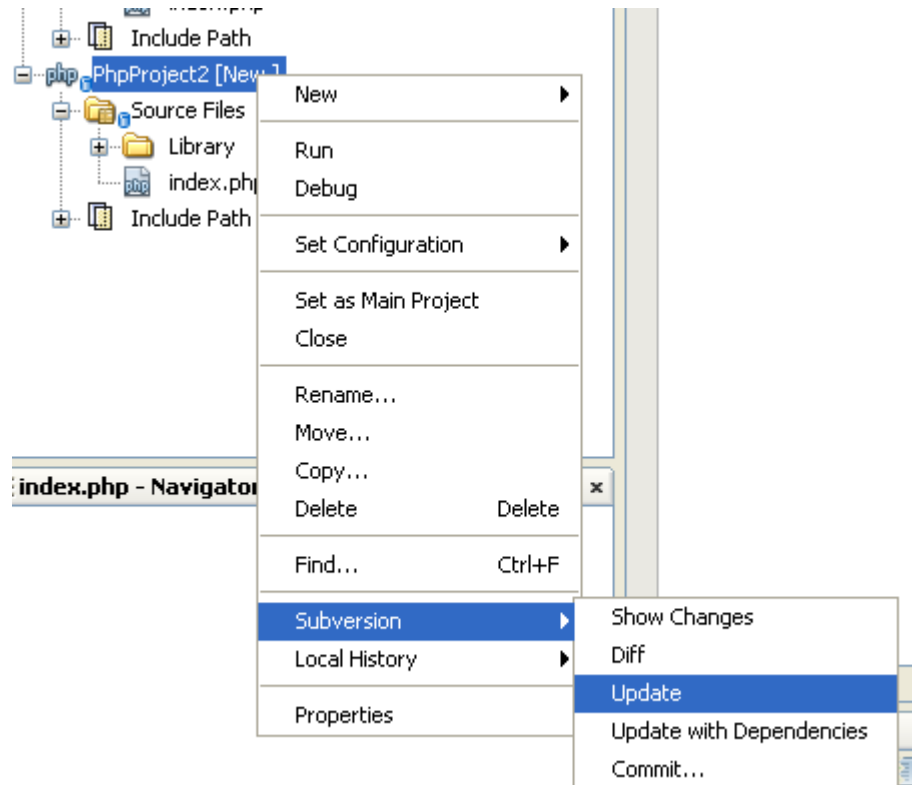 Include Path
PhpProject2 [New ]
Source Files
Library
index.php
Include Path
New
Run
Debug
Set Configuration
Set as Main Project
Close
Rename...
Move...
Copy...
Delete Delete
Find... Ctrl+F
Subversion
Local History
Properties
index.php - Navigator
Show Changes
Diff
Update
Update with Dependencies
Commit...